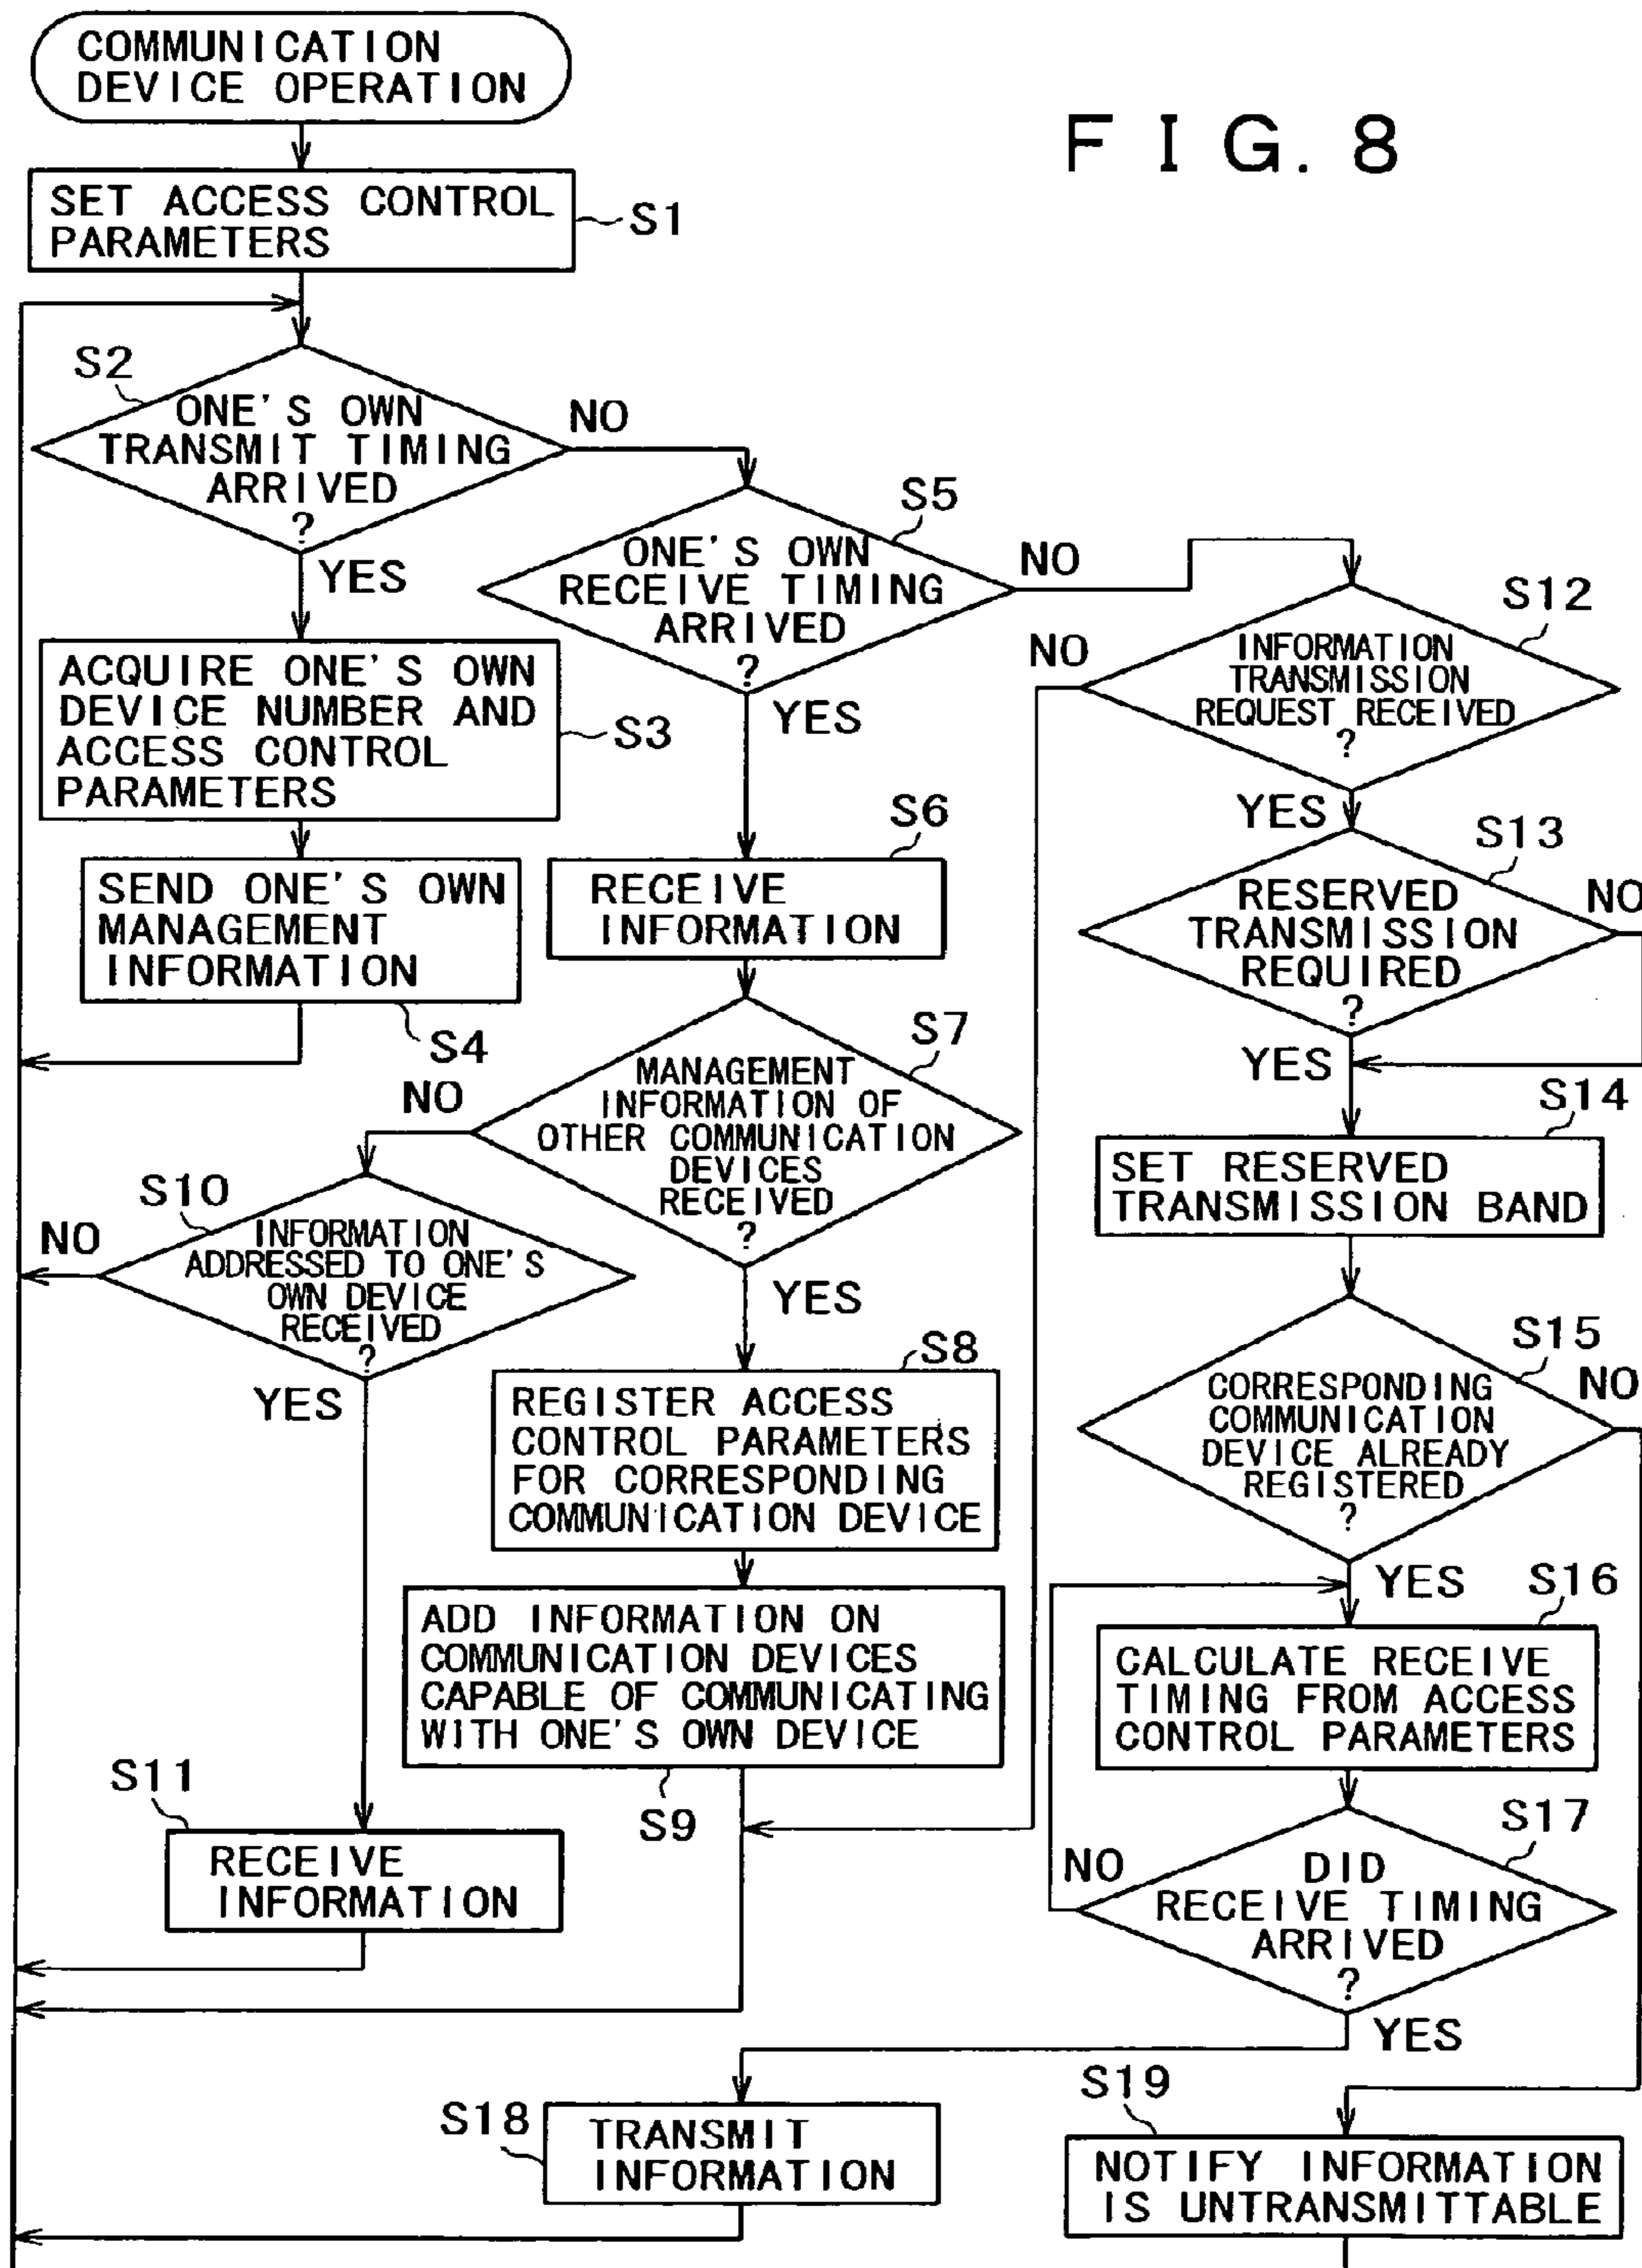 COMMUNICATION
DEVICE OPERATION
FIG. 8
SET ACCESS CONTROL
PARAMETERS
S1
S2
ONE'S OWN
TRANSMIT TIMING
ARRIVED
?
NO
YES
S5
ONE'S OWN
RECEIVE TIMING
ARRIVED
?
NO
YES
S12
INFORMATION
TRANSMISSION
REQUEST RECEIVED
?
NO
YES
ACQUIRE ONE'S OWN
DEVICE NUMBER AND
ACCESS CONTROL
PARAMETERS
S3
SEND ONE'S OWN
MANAGEMENT
INFORMATION
S4
S6
RECEIVE
INFORMATION
S13
RESERVED
TRANSMISSION
REQUIRED
?
NO
YES
S7
MANAGEMENT
INFORMATION OF
OTHER COMMUNICATION
DEVICES
RECEIVED
?
NO
YES
S14
SET RESERVED
TRANSMISSION BAND
S10
INFORMATION
ADDRESSED TO ONE'S
OWN DEVICE
RECEIVED
?
NO
YES
S8
REGISTER ACCESS
CONTROL PARAMETERS
FOR CORRESPONDING
COMMUNICATION DEVICE
S15
CORRESPONDING
COMMUNICATION
DEVICE ALREADY
REGISTERED
?
NO
YES
ADD INFORMATION ON
COMMUNICATION DEVICES
CAPABLE OF COMMUNICATING
WITH ONE'S OWN DEVICE
S9
S16
CALCULATE RECEIVE
TIMING FROM ACCESS
CONTROL PARAMETERS
S11
RECEIVE
INFORMATION
S17
DID
RECEIVE TIMING
ARRIVED
?
NO
YES
S18
TRANSMIT
INFORMATION
S19
NOTIFY INFORMATION
IS UNTRANSMITTABLE